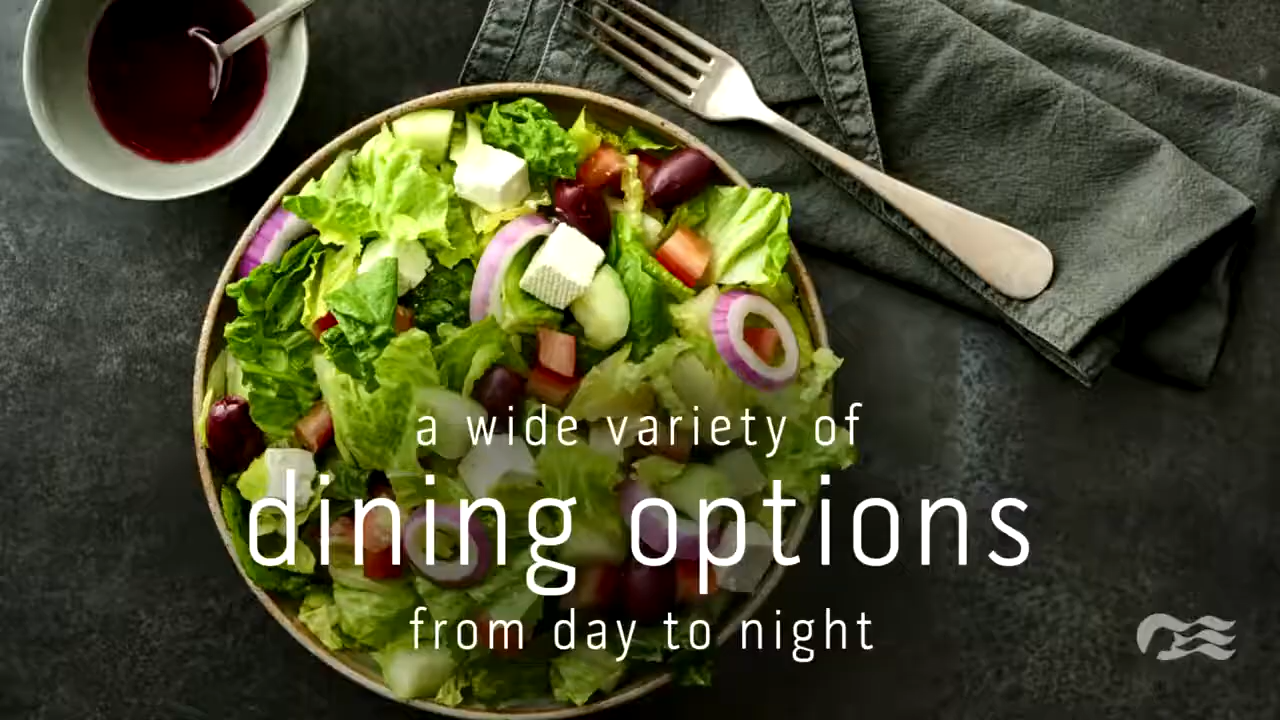 a wide variety of
dining options
from day to night